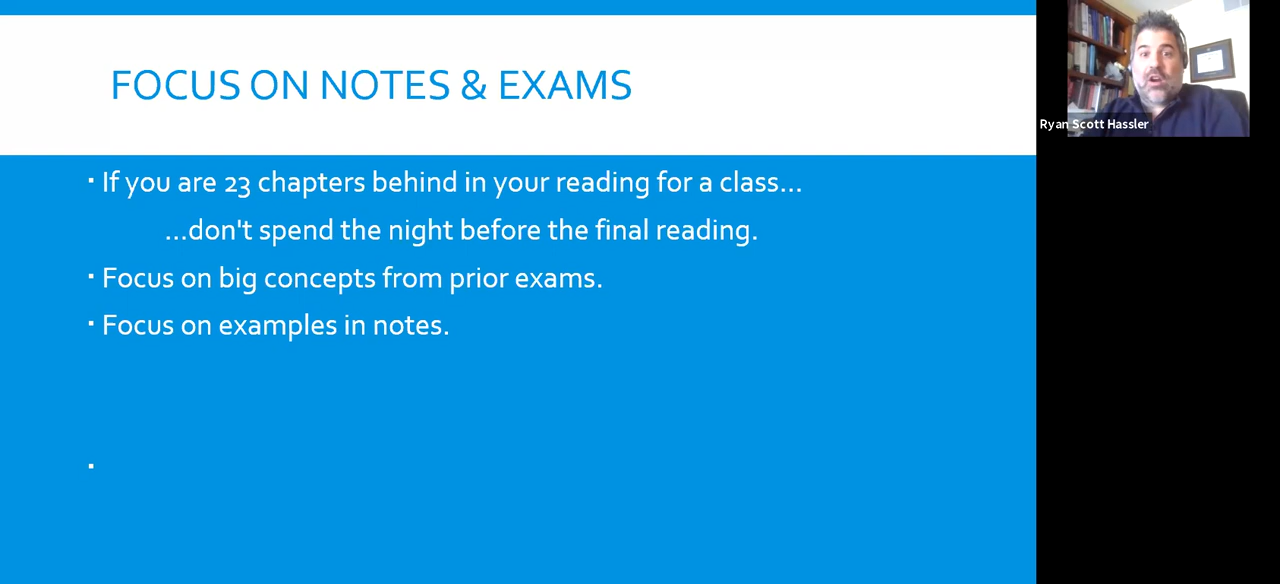 FOCUS ON NOTES & EXAMS
▪ If you are 23 chapters behind in your reading for a class...
...don't spend the night before the final reading.
▪ Focus on big concepts from prior exams.
▪ Focus on examples in notes.
▪
Ryan Scott Hassler